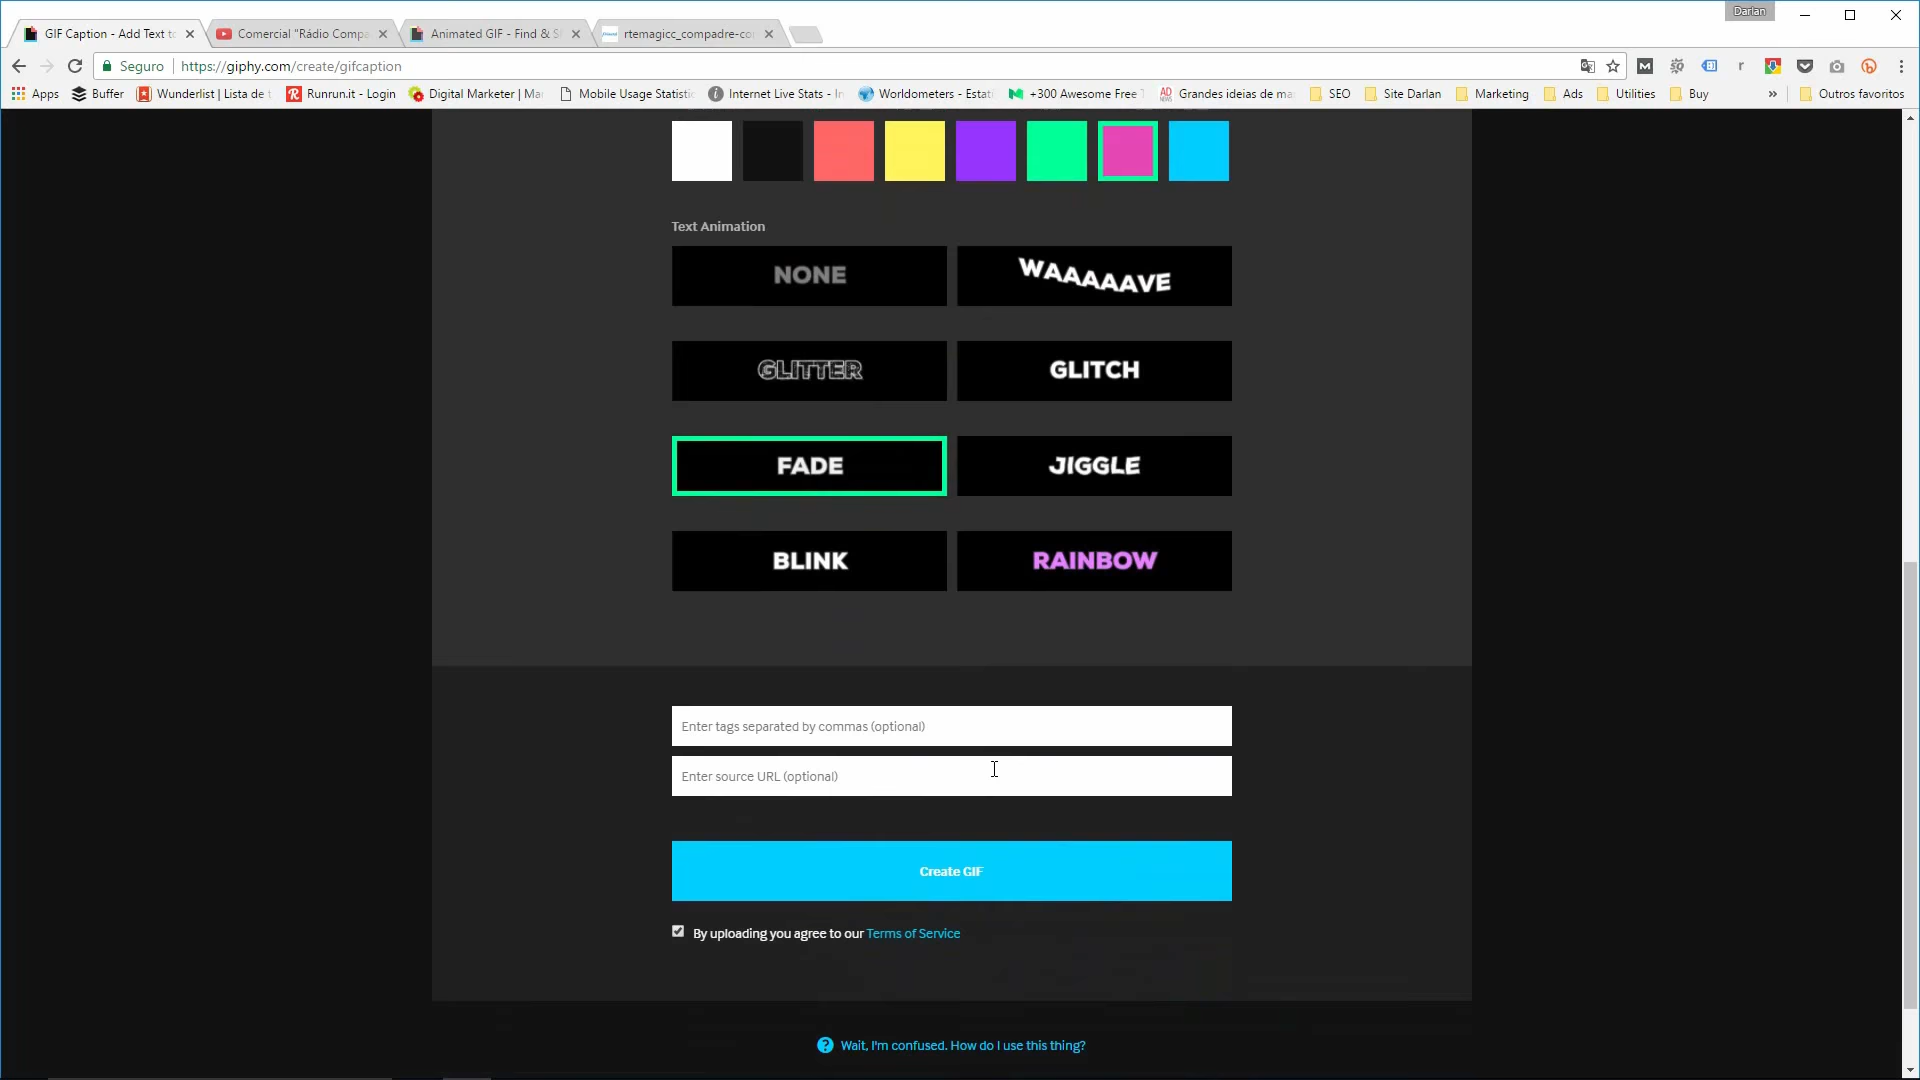 Darlan
GIF Caption - Add Text to
Comercial "Rádio Compa
Animated GIF - Find & S
rtemagicc_compadre-co
Seguro
https://giphy.com/create/gifcaption
Apps
Buffer
Wunderlist | Lista de t
Runrun.it - Login
Digital Marketer | Ma
Mobile Usage Statistic
Internet Live Stats - In
Worldometers - Estatí
+300 Awesome Free T
Grandes ideias de ma
SEO
Site Darlan
Marketing
Ads
Utilities
Buy
»
Outros favoritos
Text Animation
NONE
WAAAAAVE
GLITTER
GLITCH
FADE
JIGGLE
BLINK
RAINBOW
Enter tags separated by commas (optional)
Enter source URL (optional)
Create GIF
By uploading you agree to our Terms of Service
Wait, I'm confused. How do I use this thing?